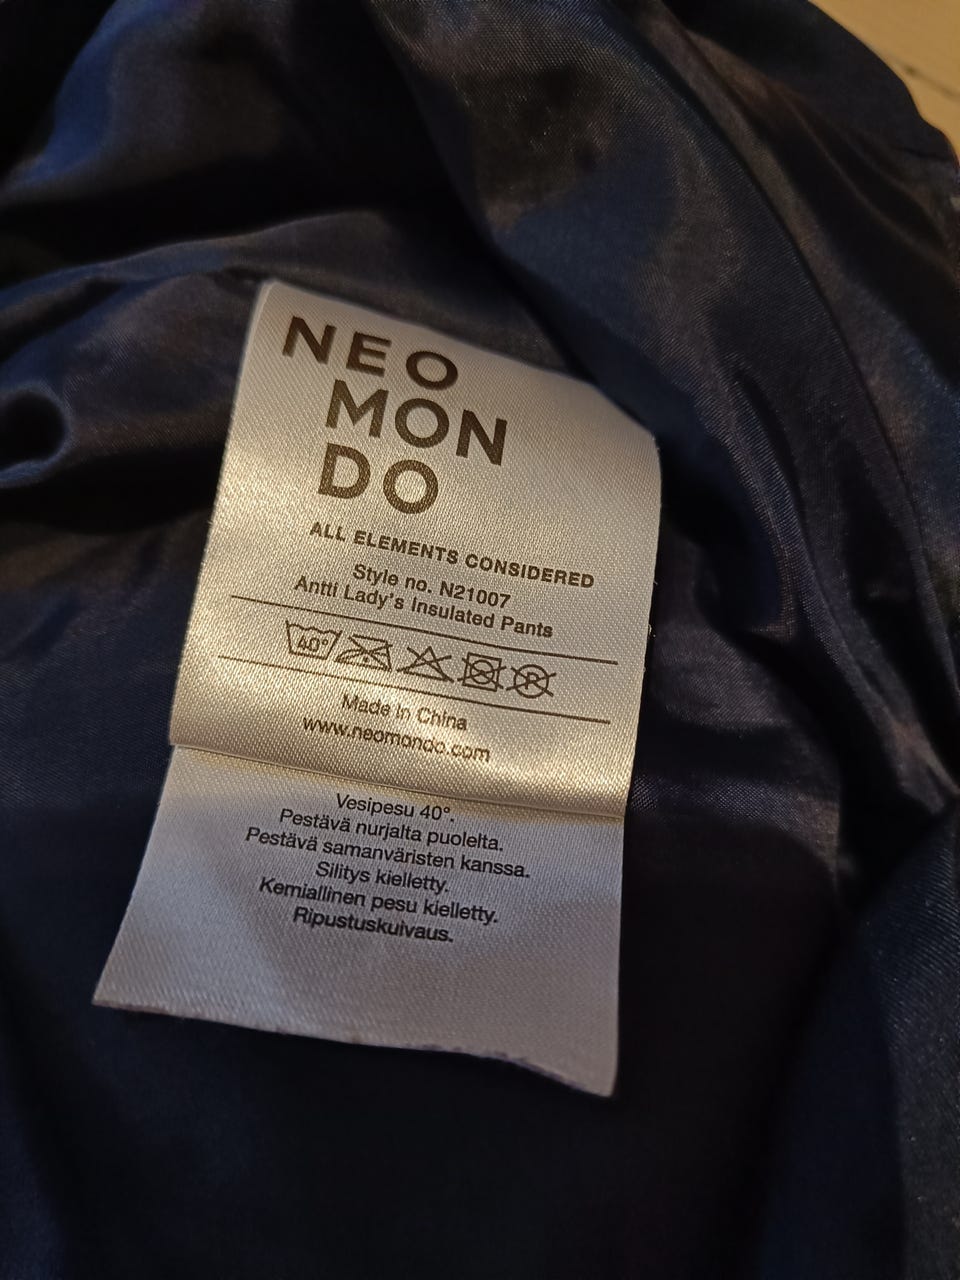 NEO
MON
DO
ALL ELEMENTS CONSIDERED
Style no. N21007
Antti Lady's Insulated Pants
40° P
Made in China
www.neomondo.com
Vesipesu 40°.
Pestävä nurjalta puolelta.
Pestävä samanväristen kanssa.
Silitys kielletty.
Kemiallinen pesu kielletty.
Ripustuskuivaus.